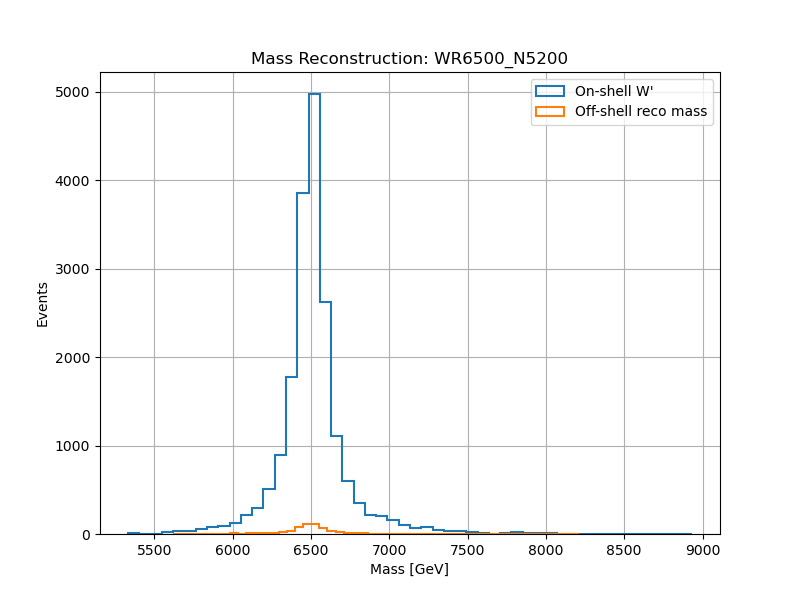 Mass Reconstruction: WR6500_N5200
On-shell W'
Off-shell reco mass
5000
4000
3000
2000
1000
0
Events
5500 6000 6500 7000 7500 8000 8500 9000
Mass [GeV]